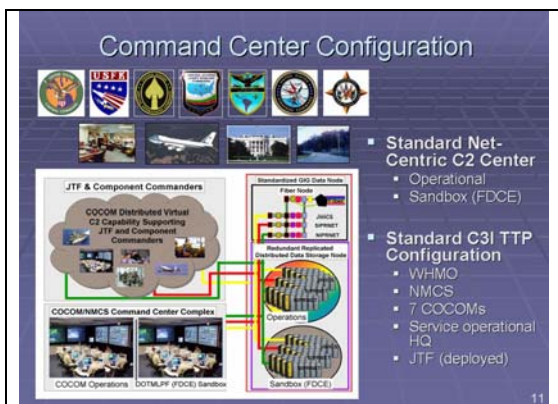 Command Center Configuration
USFK
JTF & Component Commanders
COCOM Distributed Virtual
C2 Capability Supporting
JTF and Component
Commanders
Standardized GIG Data Node
Fiber Node
JWICS
SIPRNET
NIPRNET
Redundant Replicated
Distributed Data Storage Node
Operations
Sandbox (FDCE)
COCOM/NMCS Command Center Complex
COCOM Operations
DOTMLPF (FDCE) Sandbox
Standard Net-
Centric C2 Center
Operational
Sandbox (FDCE)
Standard C3I TTP
Configuration
WHMO
NMCS
7 COCOMs
Service operational
HQ
JTF (deployed)
11